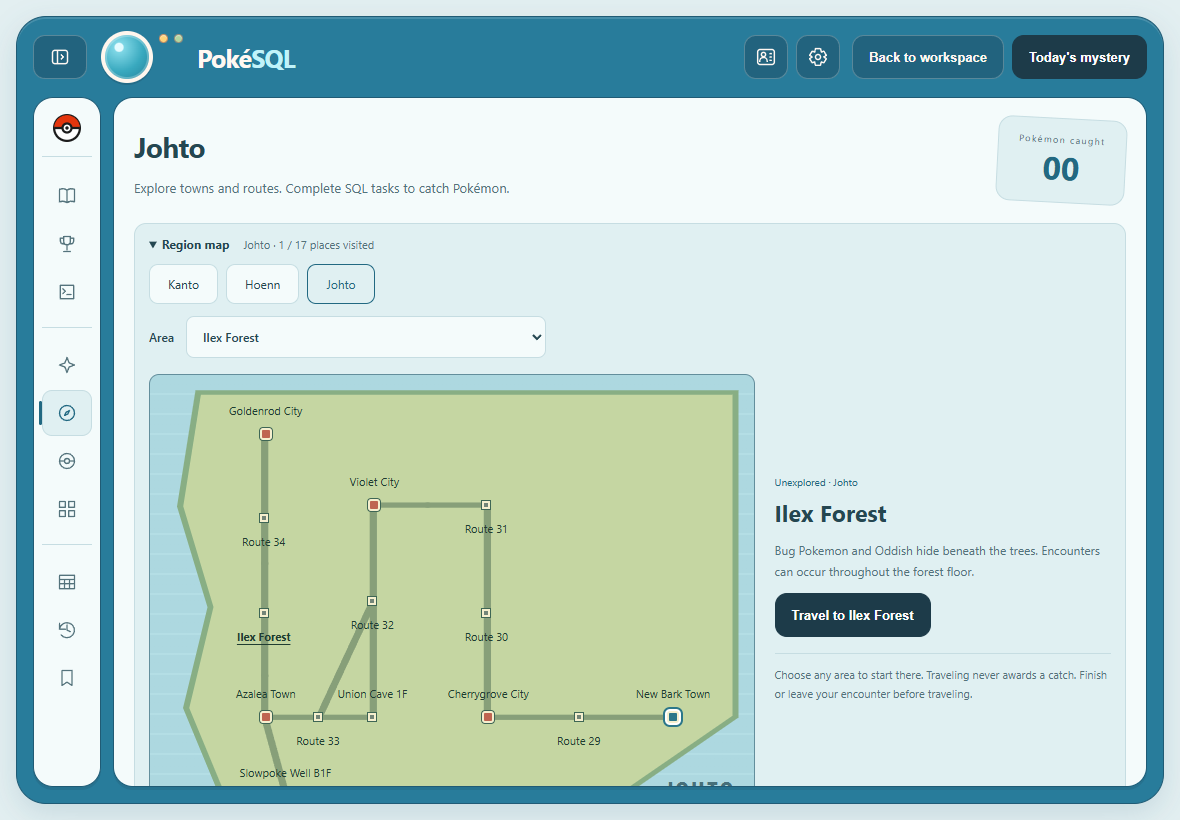 PokéSQL
Back to workspace
Today's mystery
Johto
Explore towns and routes. Complete SQL tasks to catch Pokémon.
Pokémon caught
00
Region map
Johto · 1 / 17 places visited
Kanto
Hoenn
Johto
Area
Ilex Forest
Goldenrod City
Violet City
Route 31
Route 34
Route 32
Ilex Forest
Route 30
Azalea Town
Union Cave 1F
Cherrygrove City
New Bark Town
Route 33
Route 29
Slowpoke Well B1F
JOHTO
Unexplored · Johto
Ilex Forest
Bug Pokemon and Oddish hide beneath the trees. Encounters
can occur throughout the forest floor.
Travel to Ilex Forest
Choose any area to start there. Traveling never awards a catch. Finish
or leave your encounter before traveling.